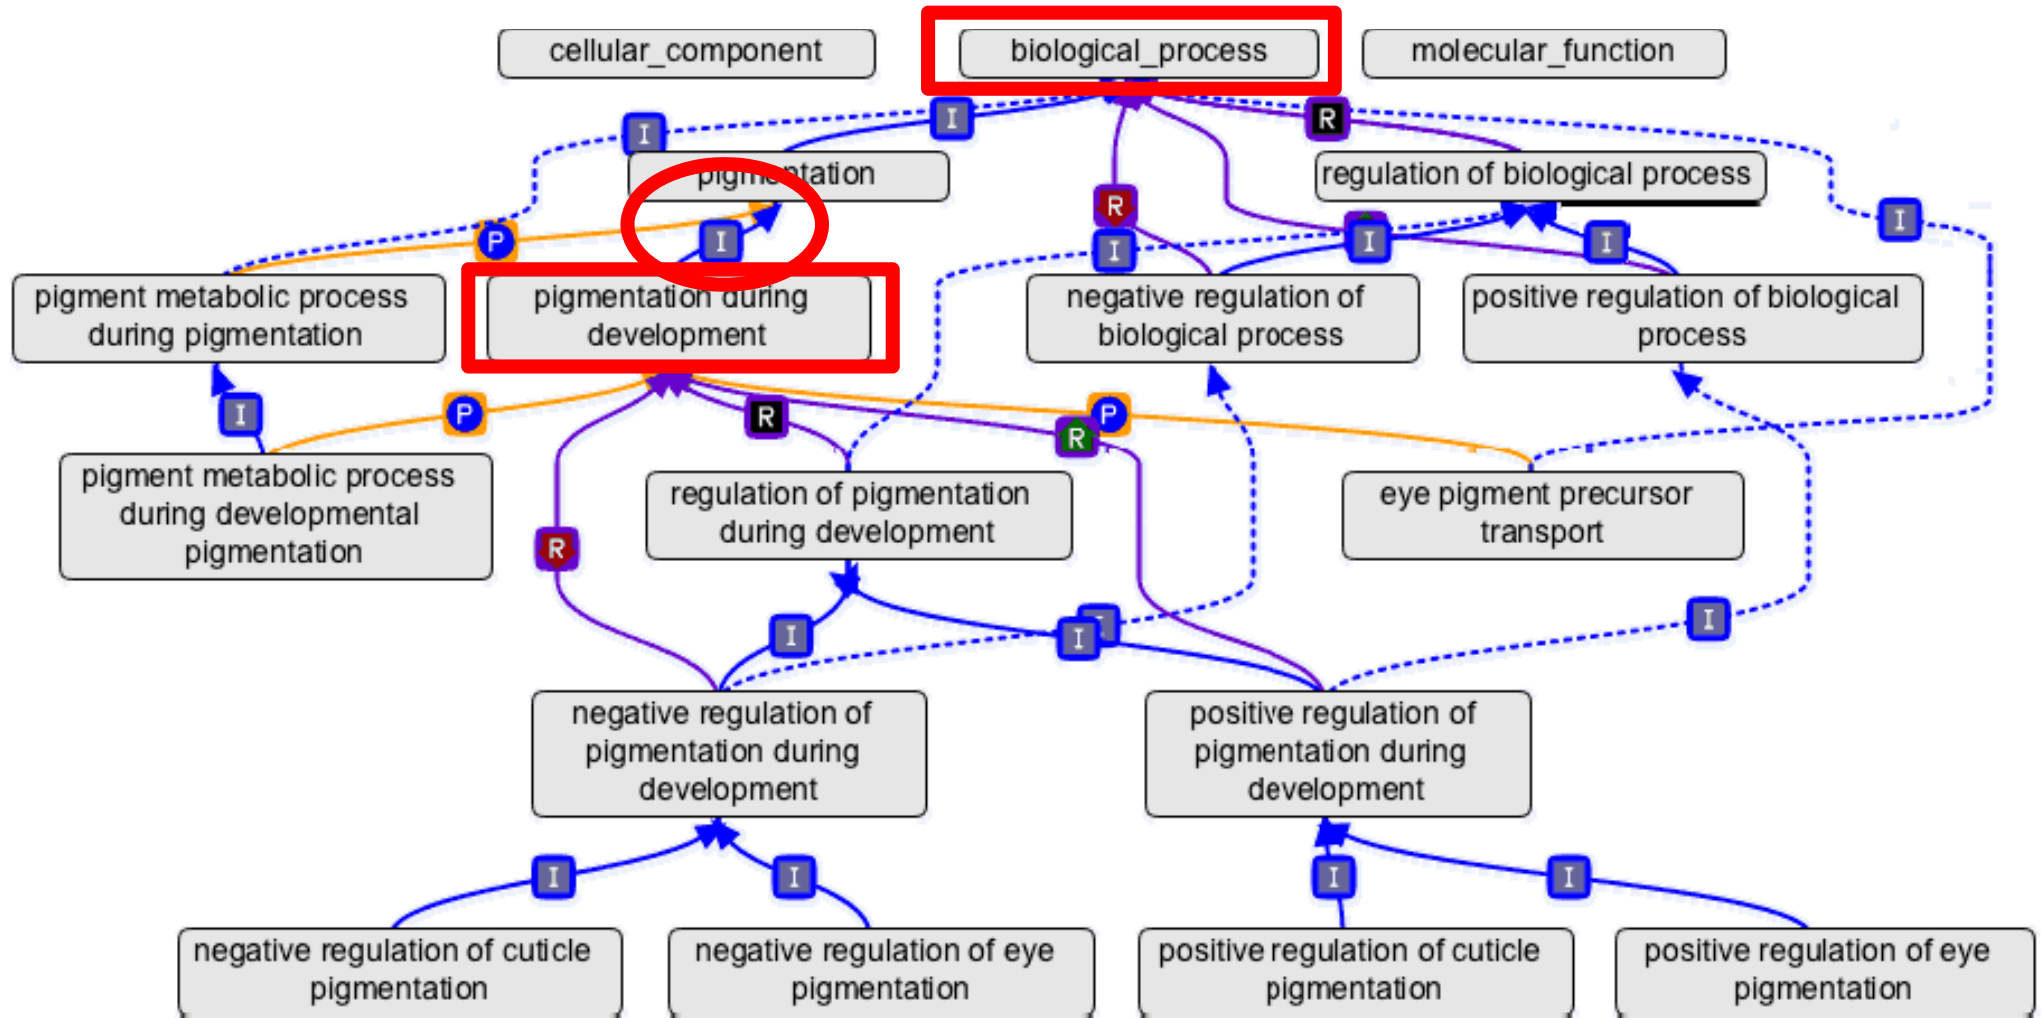 cellular_component
biological_process
molecular_function
I
I
R
pigmentation
regulation of biological process
R
I
P
I
I
I
I
pigment metabolic process
during pigmentation
pigmentation during
development
negative regulation of
biological process
positive regulation of biological
process
I
P
R
P
R
pigment metabolic process
during developmental
pigmentation
regulation of pigmentation
during development
eye pigment precursor
transport
R
I
I
I
I
negative regulation of
pigmentation during
development
positive regulation of
pigmentation during
development
I
I
I
I
negative regulation of cuticle
pigmentation
negative regulation of eye
pigmentation
positive regulation of cuticle
pigmentation
positive regulation of eye
pigmentation